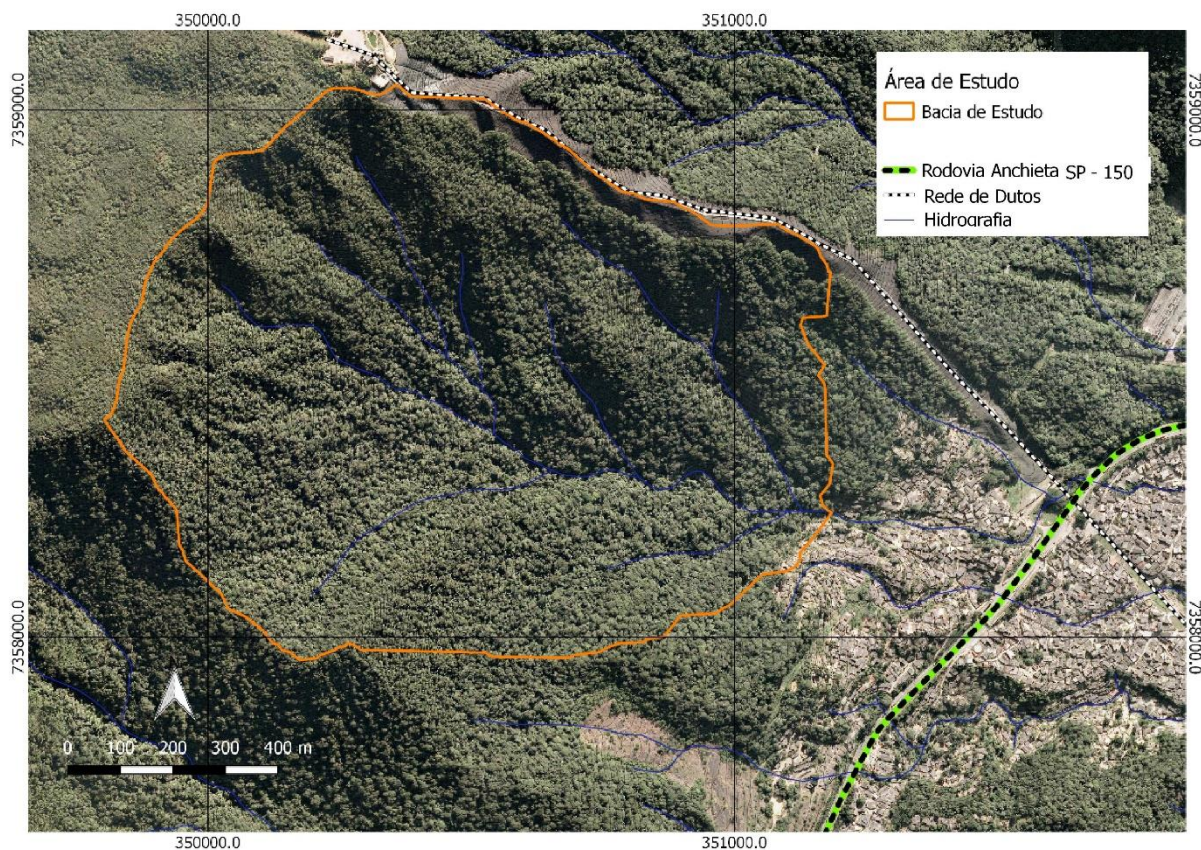 350000.0
351000.0
7359000.0
7359000.0
Área de Estudo
Bacia de Estudo
Rodovia Anchieta SP - 150
Rede de Dutos
Hidrografia
7358000.0
7358000.0
0 100 200 300 400 m
350000.0
351000.0